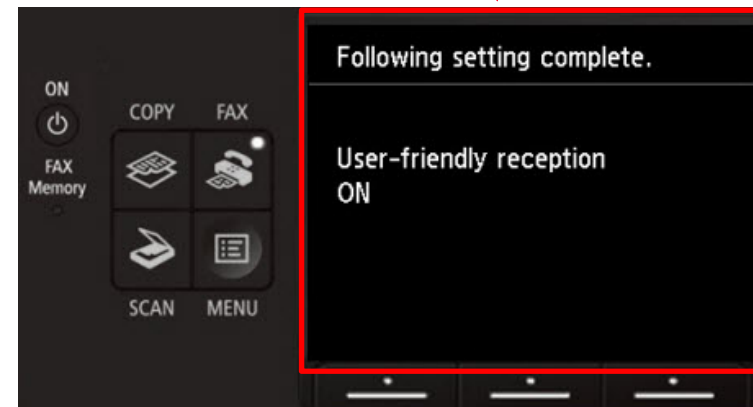 ON
FAX
Memory
COPY FAX
SCAN MENU
Following setting complete.
User-friendly reception
ON